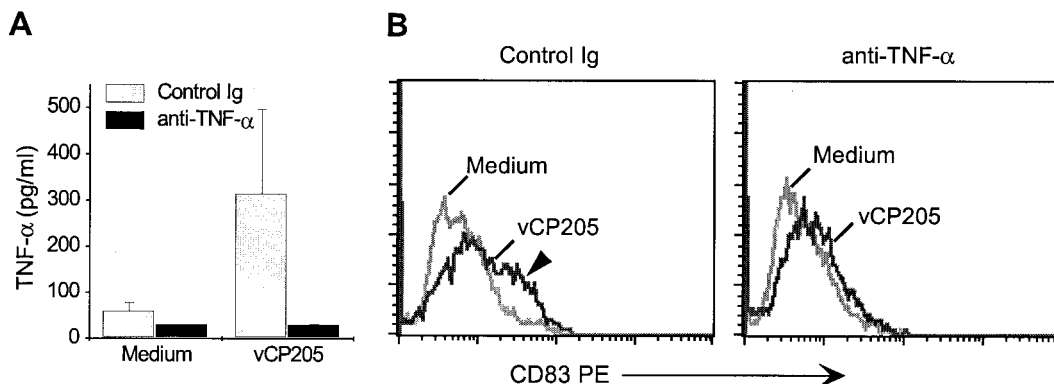 A
Control Ig
anti-TNF-α
TNF-α (pg/ml)
500
400
300
200
100
0
Medium
vCP205
B
Control Ig
anti-TNF-α
Medium
vCP205
Medium
vCP205
CD83 PE